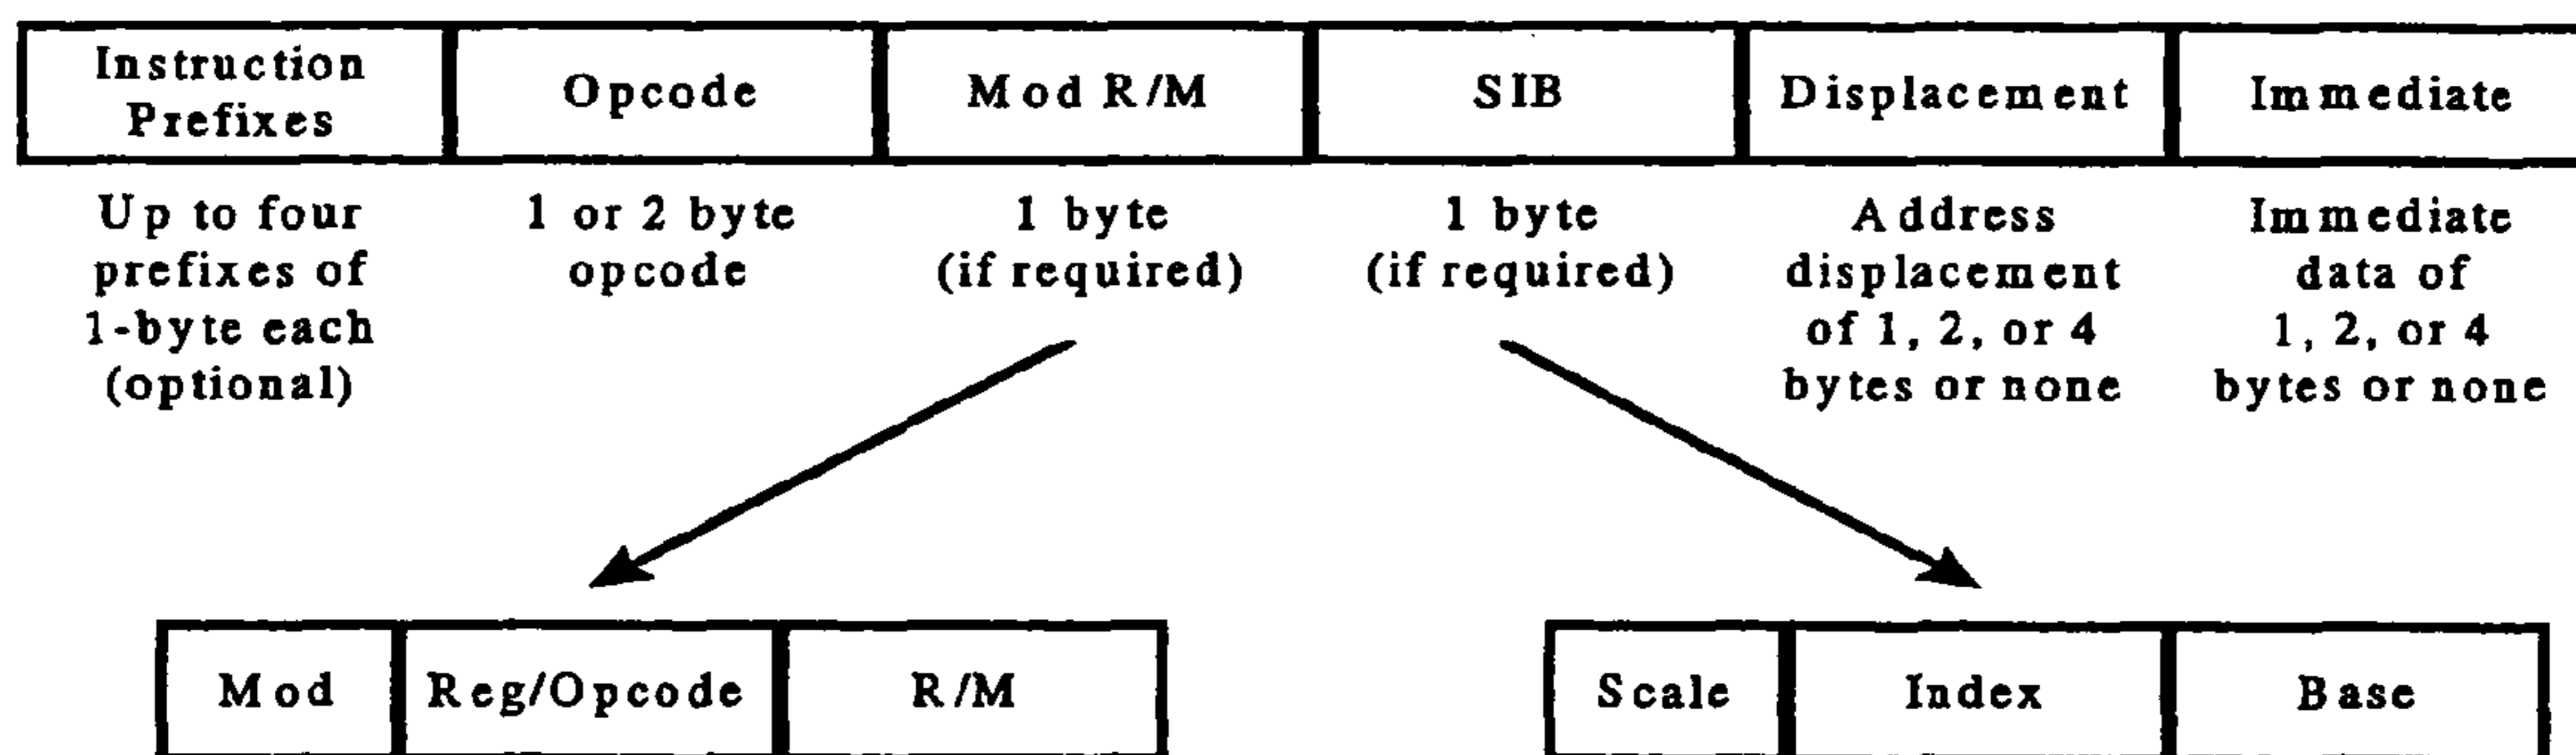 Instruction
Prefixes
Opcode
Mod R/M
SIB
Displacement
Immediate
Up to four
prefixes of
1-byte each
(optional)
1 or 2 byte
opcode
1 byte
(if required)
1 byte
(if required)
Address
displacement
of 1, 2, or 4
bytes or none
Immediate
data of
1, 2, or 4
bytes or none
Mod
Reg/Opcode
R/M
Scale
Index
Base